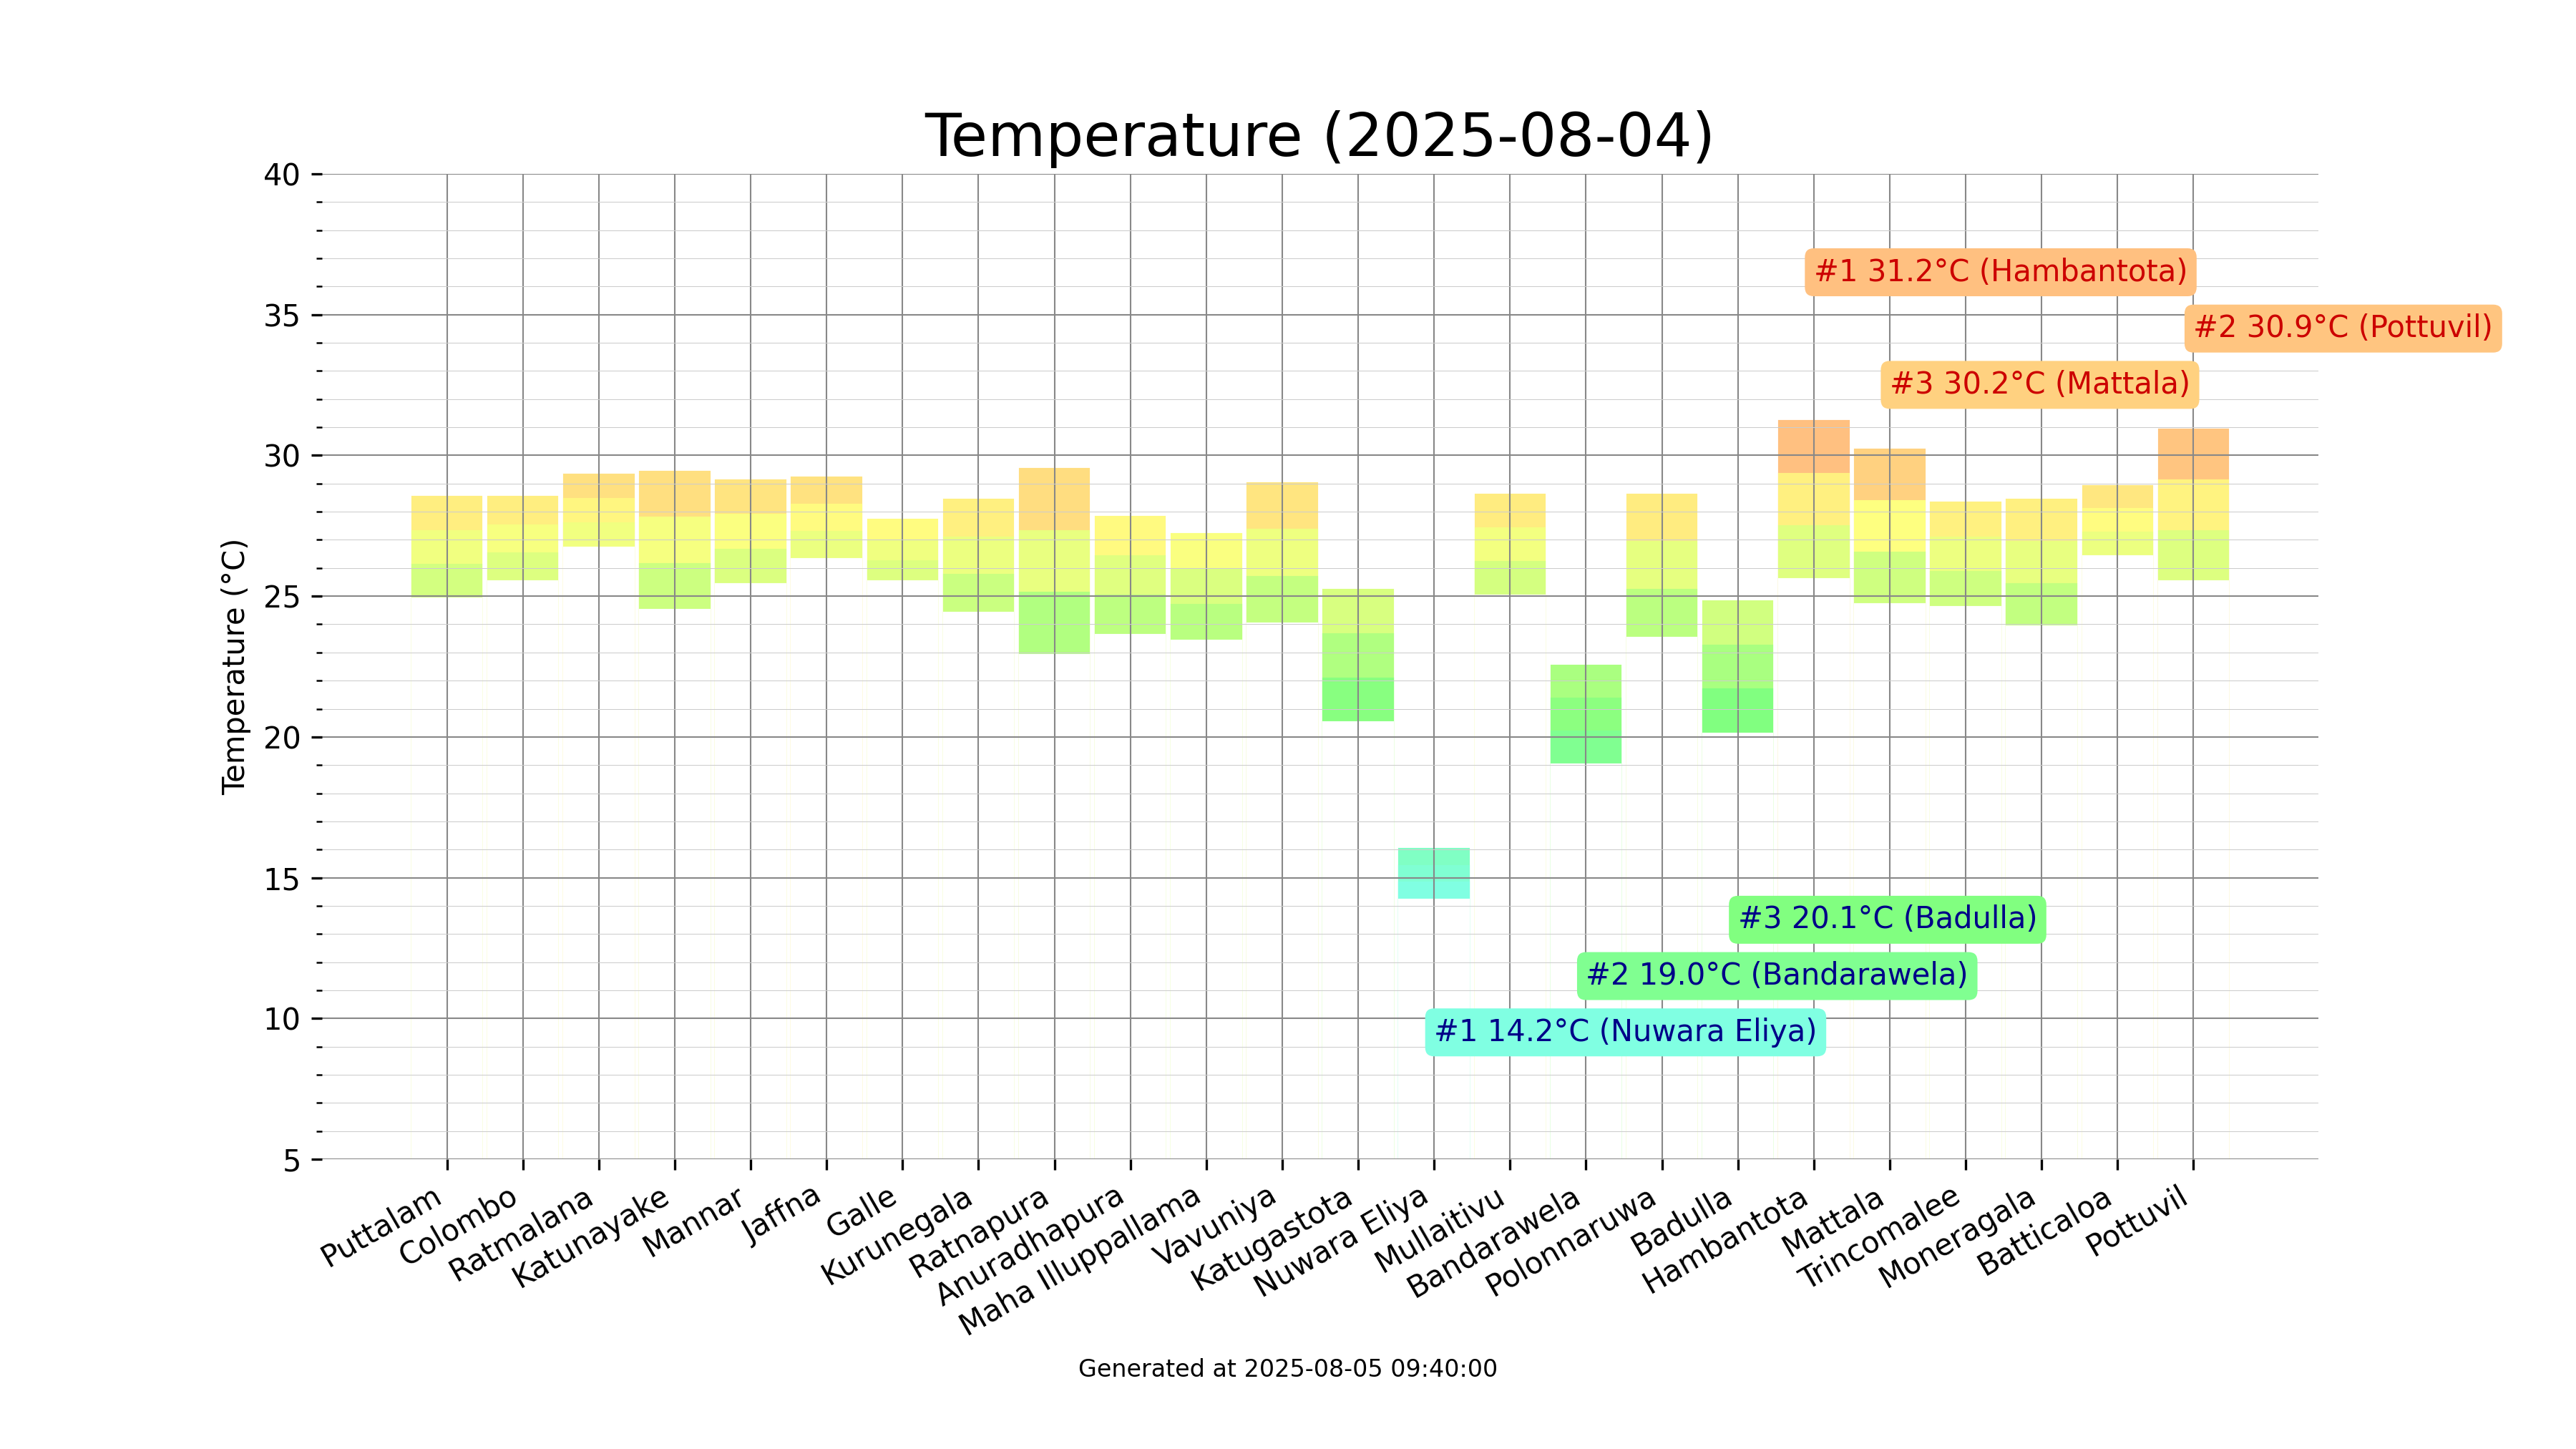 Temperature (2025-08-04)
Temperature (°C)
40
35
30
25
20
15
10
5
#1 31.2°C (Hambantota)
#2 30.9°C (Pottuvil)
#3 30.2°C (Mattala)
#3 20.1°C (Badulla)
#2 19.0°C (Bandarawela)
#1 14.2°C (Nuwara Eliya)
Puttalam
Colombo
Ratmalana
Katunayake
Mannar
Jaffna
Galle
Kurunegala
Ratnapura
Anuradhapura
Maha Illuppallama
Vavuniya
Katugastota
Nuwara Eliya
Mullaitivu
Bandarawela
Polonnaruwa
Badulla
Hambantota
Mattala
Trincomalee
Moneragala
Batticaloa
Pottuvil
Generated at 2025-08-05 09:40:00